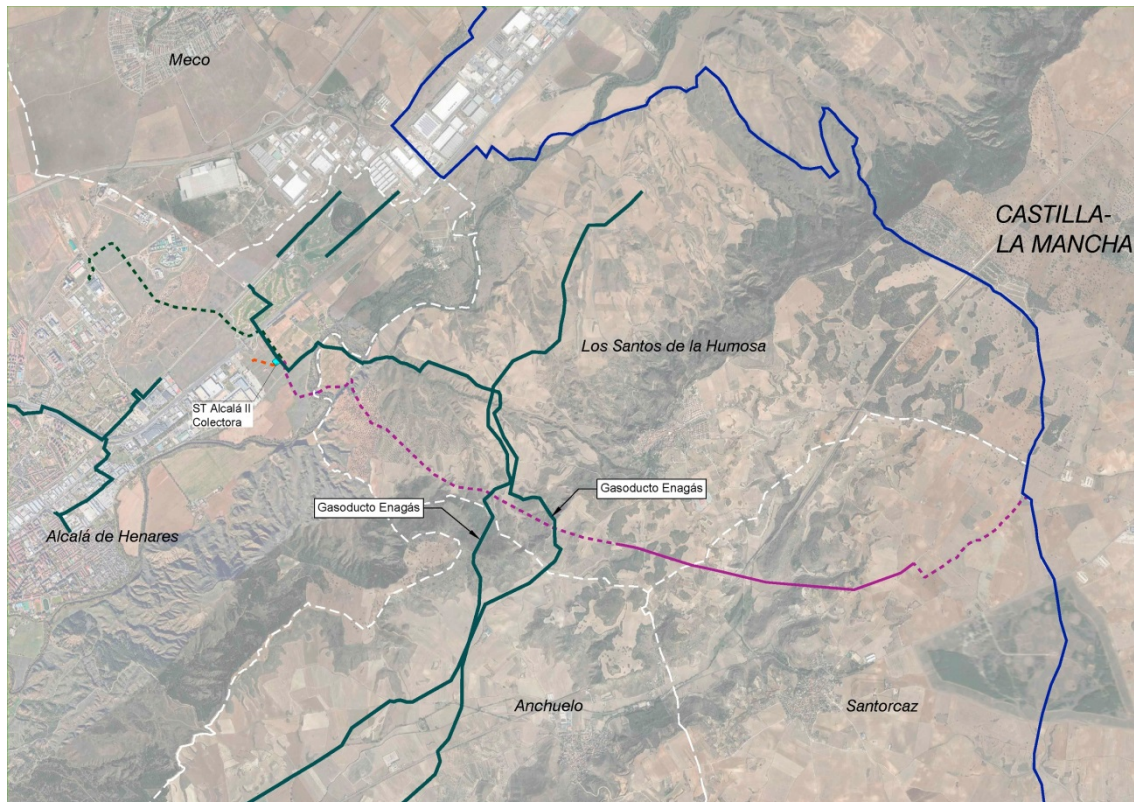 Meco
CASTILLA-
LA MANCHA
Los Santos de la Humosa
ST Alcalá II
Colectora
Gasoducto Enagás
Gasoducto Enagás
Alcalá de Henares
Anchuelo
Santorcaz